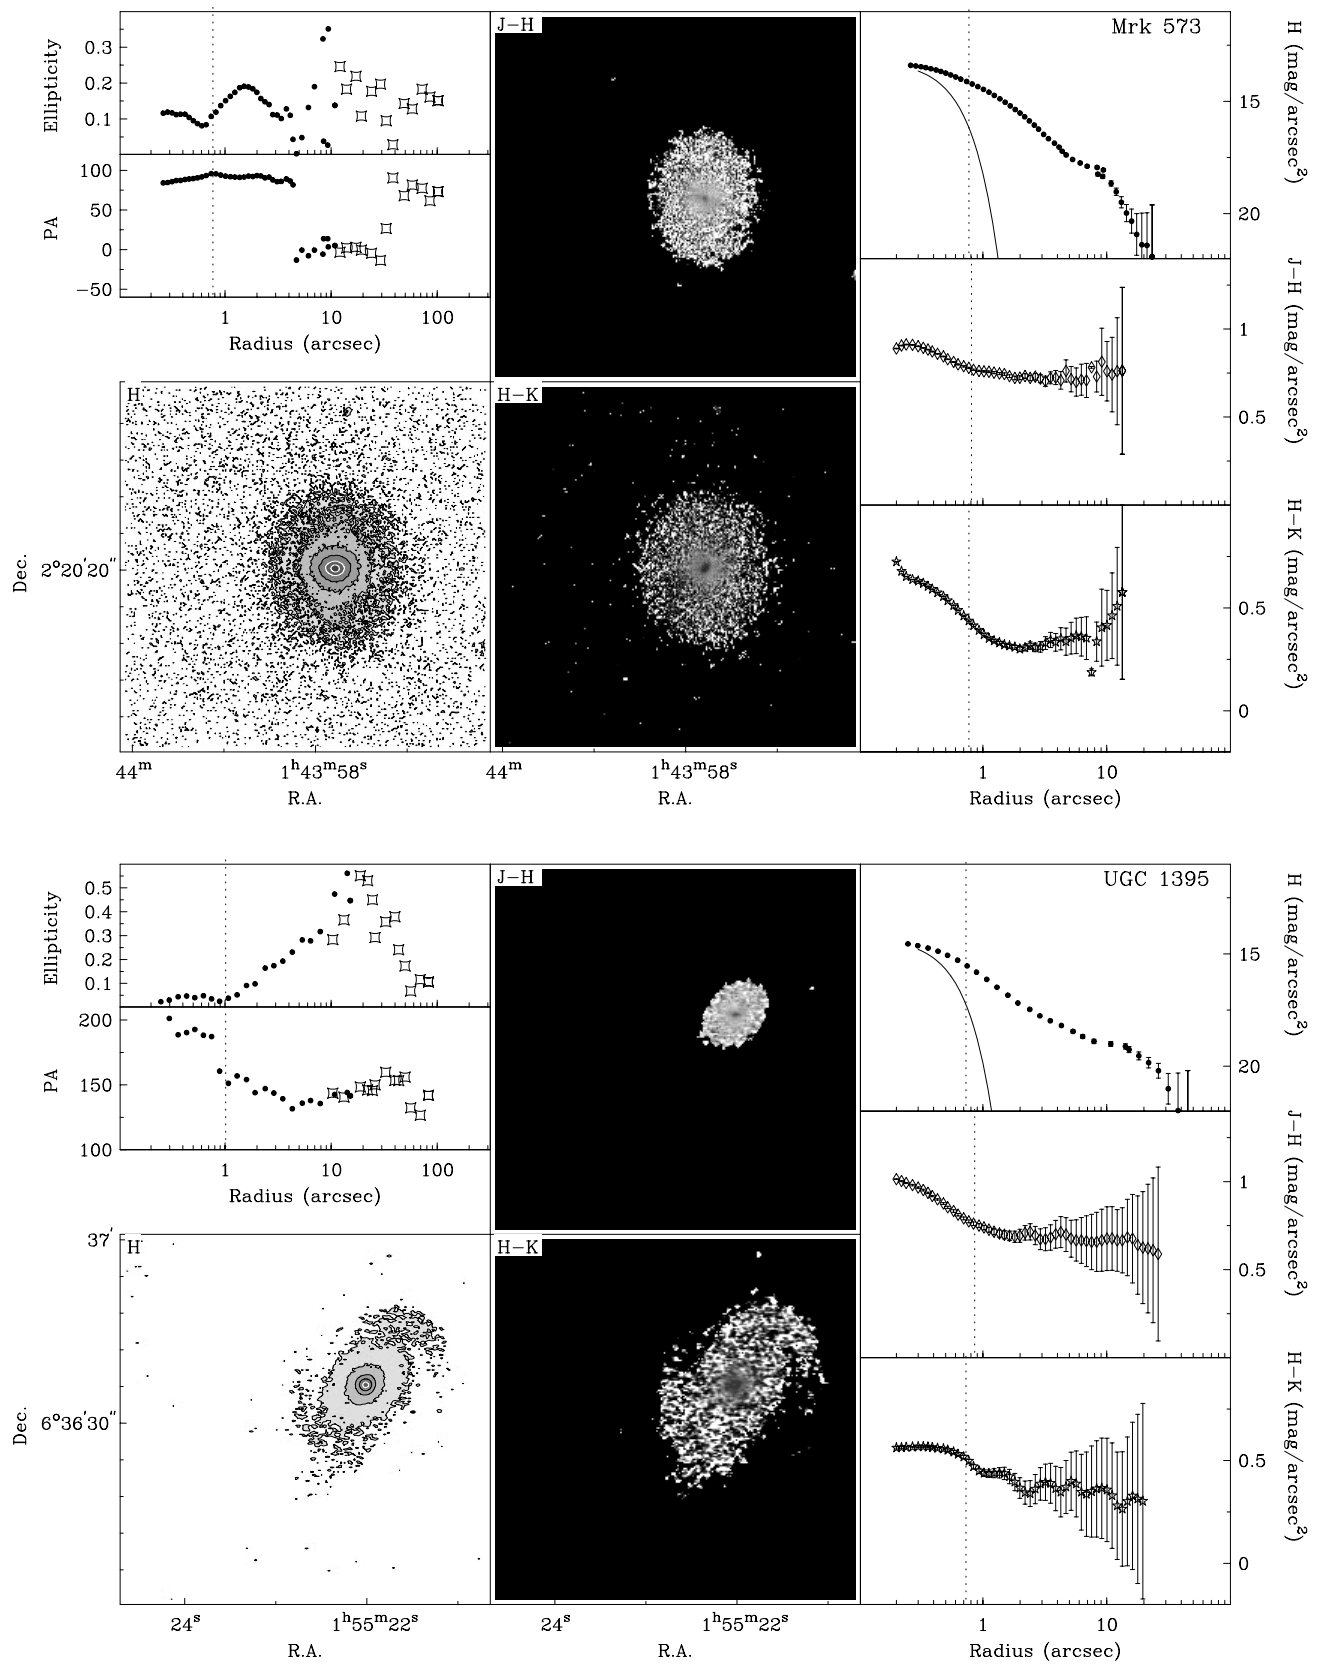 J−H
Mrk 573
Ellipticity
0.3
0.2
0.1
PA
100
50
0
−50
1
10
100
Radius (arcsec)
H (mag/arcsec²)
15
20
J−H (mag/arcsec²)
1
0.5
H−K (mag/arcsec²)
0.5
0
1
10
Radius (arcsec)
H
H−K
Dec.
2°20′20″
44ᵐ
1ʰ43ᵐ58ˢ
R.A.
44ᵐ
1ʰ43ᵐ58ˢ
R.A.
J−H
UGC 1395
Ellipticity
0.5
0.4
0.3
0.2
0.1
PA
200
150
100
1
10
100
Radius (arcsec)
H (mag/arcsec²)
15
20
J−H (mag/arcsec²)
1
0.5
H−K (mag/arcsec²)
0.5
0
1
10
Radius (arcsec)
H
H−K
37′
Dec.
6°36′30″
24ˢ
1ʰ55ᵐ22ˢ
R.A.
24ˢ
1ʰ55ᵐ22ˢ
R.A.